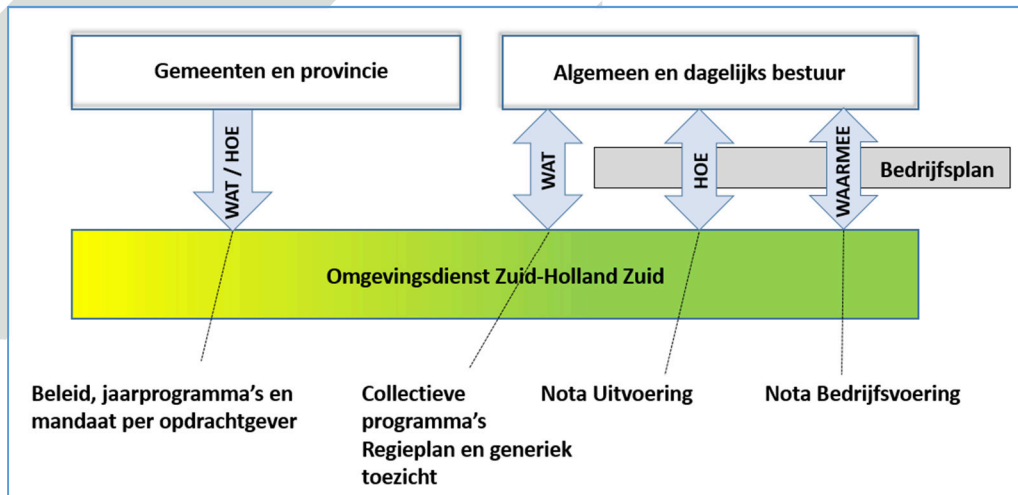 Gemeenten en provincie
Algemeen en dagelijks bestuur
WAT / HOE
WAT
HOE
WAARMEE
Bedrijfsplan
Omgevingsdienst Zuid-Holland Zuid
Beleid, jaarprogramma's en
mandaat per opdrachtgever
Collectieve
programma's
Regieplan en generiek
toezicht
Nota Uitvoering
Nota Bedrijfsvoering